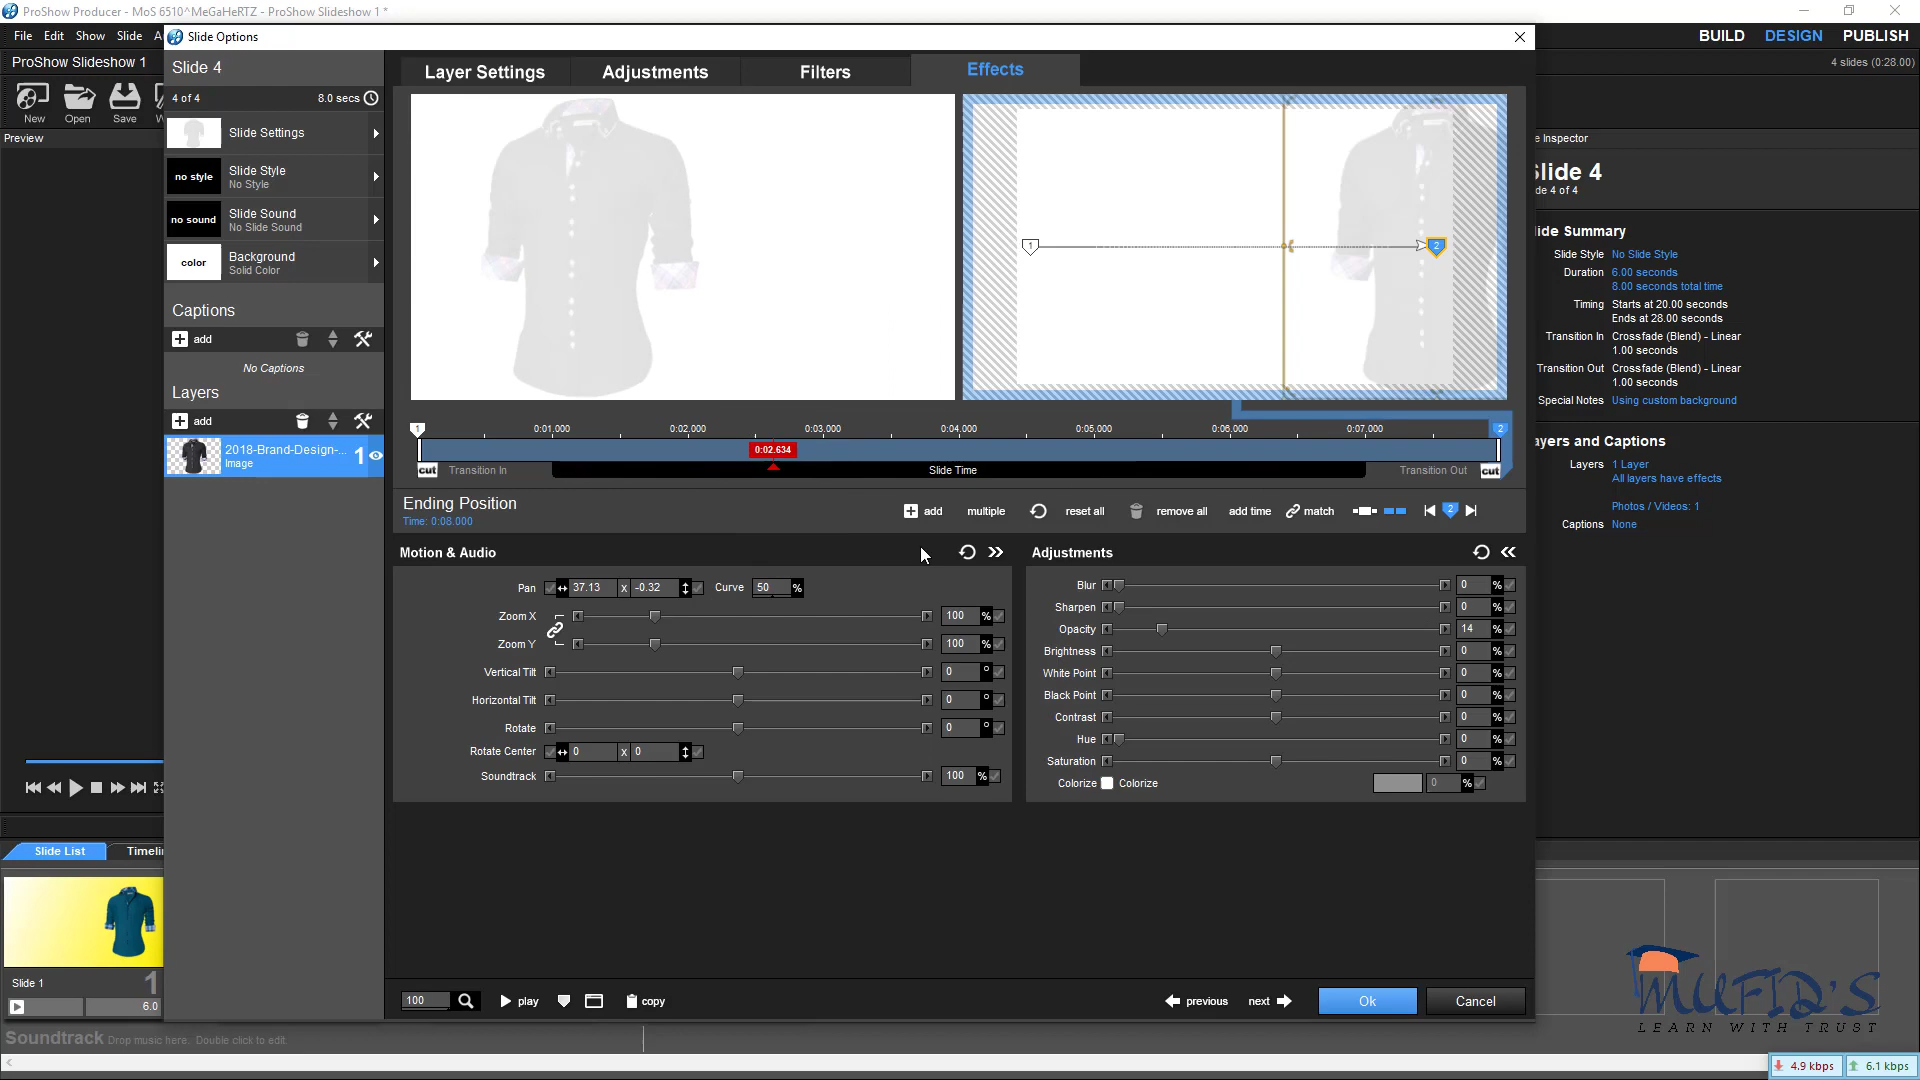 ProShow Producer - MoS 6510^MeGaHeRTZ - ProShow Slideshow 1 *
File Edit Show Slide
BUILD DESIGN PUBLISH
Slide Options
ProShow Slideshow 1
4 slides (0:28.00)
New Open Save
Preview
Slide 4
4 of 4 8.0 secs
Slide Settings
no style Slide Style
No Style
no sound Slide Sound
No Slide Sound
color Background
Solid Color
Captions
add
No Captions
Layers
add
2018-Brand-Design-... 1
Image
Layer Settings Adjustments Filters Effects
1 2
1 0:01.000 0:02.000 0:03.000 0:04.000 0:05.000 0:06.000 0:07.000 2
0:02.634
cut Transition In Slide Time Transition Out cut
Ending Position
Time: 0:08.000
add multiple reset all remove all add time match 2
Motion & Audio
Pan 37.13 x -0.32 Curve 50 %
Zoom X 100 %
Zoom Y 100 %
Vertical Tilt 0 °
Horizontal Tilt 0 °
Rotate 0 °
Rotate Center 0 x 0
Soundtrack 100 %
Adjustments
Blur 0 %
Sharpen 0 %
Opacity 14 %
Brightness 0 %
White Point 0 %
Black Point 0 %
Contrast 0 %
Hue 0 %
Saturation 0 %
Colorize Colorize 0 %
100 play copy
previous next Ok Cancel
e Inspector
Slide 4
de 4 of 4
lide Summary
Slide Style No Slide Style
Duration 6.00 seconds
8.00 seconds total time
Timing Starts at 20.00 seconds
Ends at 28.00 seconds
Transition In Crossfade (Blend) - Linear
1.00 seconds
Transition Out Crossfade (Blend) - Linear
1.00 seconds
Special Notes Using custom background
ayers and Captions
Layers 1 Layer
All layers have effects
Photos / Videos: 1
Captions None
Slide List Timelin
Slide 1 1
6.0
Soundtrack Drop music here. Double click to edit.
MUFID'S
LEARN WITH TRUST
4.9 kbps 6.1 kbps